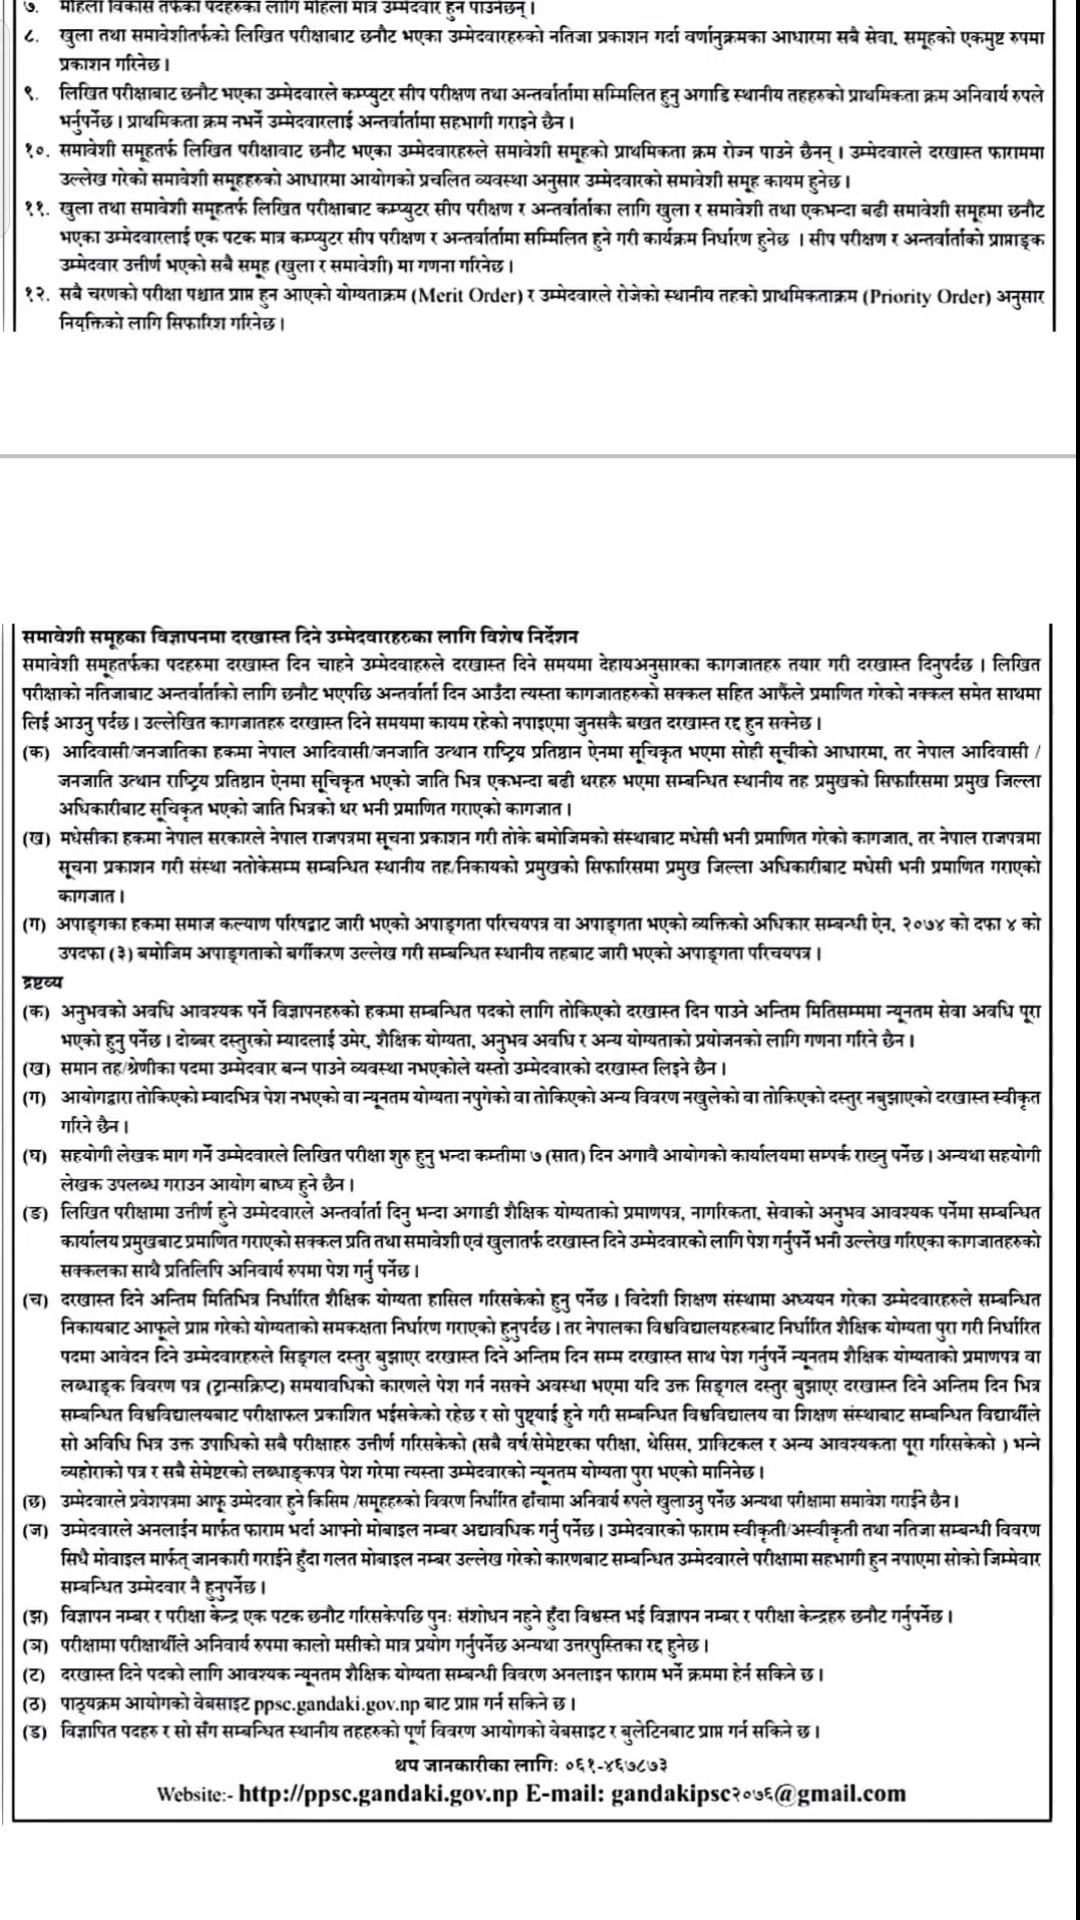 ७. महिला विकास तर्फका पदहरुका लागि महिला मात्र उम्मेदवार हुन पाउनेछन् ।
८. खुला तथा समावेशीतर्फको लिखित परीक्षाबाट छनौट भएका उम्मेदवारहरुको नतिजा प्रकाशन गर्दा वर्णानुक्रमका आधारमा सबै सेवा, समूहको एकमुष्ट रुपमा
प्रकाशन गरिनेछ ।
९. लिखित परीक्षाबाट छनौट भएका उम्मेदवारले कम्प्युटर सीप परीक्षण तथा अन्तर्वार्तामा सम्मिलित हुनु अगाडि स्थानीय तहहरुको प्राथमिकता क्रम अनिवार्य रुपले
भर्नुपर्नेछ । प्राथमिकता क्रम नभर्ने उम्मेदवारलाई अन्तर्वार्तामा सहभागी गराइने छैन ।
१०. समावेशी समूहतर्फ लिखित परीक्षाबाट छनौट भएका उम्मेदवारहरुले समावेशी समूहको प्राथमिकता क्रम रोज्न पाउने छैनन् । उम्मेदवारले दरखास्त फाराममा
उल्लेख गरेको समावेशी समूहहरुको आधारमा आयोगको प्रचलित व्यवस्था अनुसार उम्मेदवारको समावेशी समूह कायम हुनेछ ।
११. खुला तथा समावेशी समूहतर्फ लिखित परीक्षाबाट कम्प्युटर सीप परीक्षण र अन्तर्वार्ताका लागि खुला र समावेशी तथा एकभन्दा बढी समावेशी समूहमा छनौट
भएका उम्मेदवारलाई एक पटक मात्र कम्प्युटर सीप परीक्षण र अन्तर्वार्तामा सम्मिलित हुने गरी कार्यक्रम निर्धारण हुनेछ । सीप परीक्षण र अन्तर्वार्ताको प्राप्ताङ्क
उम्मेदवार उत्तीर्ण भएको सबै समूह (खुला र समावेशी) मा गणना गरिनेछ ।
१२. सबै चरणको परीक्षा पश्चात प्राप्त हुन आएको योग्यताक्रम (Merit Order) र उम्मेदवारले रोजेको स्थानीय तहको प्राथमिकताक्रम (Priority Order) अनुसार
नियुक्तिको लागि सिफारिश गरिनेछ ।
समावेशी समूहका विज्ञापनमा दरखास्त दिने उम्मेदवारहरुका लागि विशेष निर्देशन
समावेशी समूहतर्फका पदहरुमा दरखास्त दिन चाहने उम्मेदवाहरुले दरखास्त दिने समयमा देहायअनुसारका कागजातहरु तयार गरी दरखास्त दिनुपर्दछ । लिखित
परीक्षाको नतिजाबाट अन्तर्वार्ताको लागि छनौट भएपछि अन्तर्वार्ता दिन आउँदा त्यस्ता कागजातहरुको सक्कल सहित आफैंले प्रमाणित गरेको नक्कल समेत साथमा
लिई आउनु पर्दछ । उल्लेखित कागजातहरु दरखास्त दिने समयमा कायम रहेको नपाइएमा जुनसकै बखत दरखास्त रद्द हुन सक्नेछ ।
(क) आदिवासी/जनजातिका हकमा नेपाल आदिवासी/जनजाति उत्थान राष्ट्रिय प्रतिष्ठान ऐनमा सूचिकृत भएमा सोही सूचीको आधारमा, तर नेपाल आदिवासी /
जनजाति उत्थान राष्ट्रिय प्रतिष्ठान ऐनमा सूचिकृत भएको जाति भित्र एकभन्दा बढी थरहरु भएमा सम्बन्धित स्थानीय तह प्रमुखको सिफारिसमा प्रमुख जिल्ला
अधिकारीबाट सूचिकृत भएको जाति भित्रको थर भनी प्रमाणित गराएको कागजात ।
(ख) मधेसीका हकमा नेपाल सरकारले नेपाल राजपत्रमा सूचना प्रकाशन गरी तोके बमोजिमको संस्थाबाट मधेसी भनी प्रमाणित गरेको कागजात, तर नेपाल राजपत्रमा
सूचना प्रकाशन गरी संस्था नतोकेसम्म सम्बन्धित स्थानीय तह/निकायको प्रमुखको सिफारिसमा प्रमुख जिल्ला अधिकारीबाट मधेसी भनी प्रमाणित गराएको
कागजात ।
(ग) अपाङ्गका हकमा समाज कल्याण परिषद्बाट जारी भएको अपाङ्गता परिचयपत्र वा अपाङ्गता भएको व्यक्तिको अधिकार सम्बन्धी ऐन, २०७४ को दफा ४ को
उपदफा (३) बमोजिम अपाङ्गताको बर्गीकरण उल्लेख गरी सम्बन्धित स्थानीय तहबाट जारी भएको अपाङ्गता परिचयपत्र ।
द्रष्टव्य
(क) अनुभवको अवधि आवश्यक पर्ने विज्ञापनहरुको हकमा सम्बन्धित पदको लागि तोकिएको दरखास्त दिन पाउने अन्तिम मितिसम्ममा न्यूनतम सेवा अवधि पूरा
भएको हुनु पर्नेछ । दोब्बर दस्तुरको म्यादलाई उमेर, शैक्षिक योग्यता, अनुभव अवधि र अन्य योग्यताको प्रयोजनको लागि गणना गरिने छैन ।
(ख) समान तह/श्रेणीका पदमा उम्मेदवार बन्न पाउने व्यवस्था नभएकोले यस्तो उम्मेदवारको दरखास्त लिइने छैन ।
(ग) आयोगद्वारा तोकिएको म्यादभित्र पेश नभएको वा न्यूनतम योग्यता नपुगेको वा तोकिएको अन्य विवरण नखुलेको वा तोकिएको दस्तुर नबुझाएको दरखास्त स्वीकृत
गरिने छैन ।
(घ) सहयोगी लेखक माग गर्ने उम्मेदवारले लिखित परीक्षा शुरु हुनु भन्दा कम्तीमा ७ (सात) दिन अगावै आयोगको कार्यालयमा सम्पर्क राख्नु पर्नेछ । अन्यथा सहयोगी
लेखक उपलब्ध गराउन आयोग बाध्य हुने छैन ।
(ङ) लिखित परीक्षामा उत्तीर्ण हुने उम्मेदवारले अन्तर्वार्ता दिनु भन्दा अगाडी शैक्षिक योग्यताको प्रमाणपत्र, नागरिकता, सेवाको अनुभव आवश्यक पर्नेमा सम्बन्धित
कार्यालय प्रमुखबाट प्रमाणित गराएको सक्कल प्रति तथा समावेशी एवं खुलातर्फ दरखास्त दिने उम्मेदवारको लागि पेश गर्नुपर्ने भनी उल्लेख गरिएका कागजातहरुको
सक्कलका साथै प्रतिलिपि अनिवार्य रुपमा पेश गर्नु पर्नेछ ।
(च) दरखास्त दिने अन्तिम मितिभित्र निर्धारित शैक्षिक योग्यता हासिल गरिसकेको हुनु पर्नेछ । विदेशी शिक्षण संस्थामा अध्ययन गरेका उम्मेदवारहरुले सम्बन्धित
निकायबाट आफूले प्राप्त गरेको योग्यताको समकक्षता निर्धारण गराएको हुनुपर्दछ । तर नेपालका विश्वविद्यालयहरुबाट निर्धारित शैक्षिक योग्यता पुरा गरी निर्धारित
पदमा आवेदन दिने उम्मेदवारहरुले सिङ्गल दस्तुर बुझाएर दरखास्त दिने अन्तिम दिन सम्म दरखास्त साथ पेश गर्नुपर्ने न्यूनतम शैक्षिक योग्यताको प्रमाणपत्र वा
लब्धाङ्क विवरण पत्र (ट्रान्सक्रिप्ट) समयावधिको कारणले पेश गर्न नसक्ने अवस्था भएमा यदि उक्त सिङ्गल दस्तुर बुझाएर दरखास्त दिने अन्तिम दिन भित्र
सम्बन्धित विश्वविद्यालयबाट परीक्षाफल प्रकाशित भईसकेको रहेछ र सो पुष्ट्याई हुने गरी सम्बन्धित विश्वविद्यालय वा शिक्षण संस्थाबाट सम्बन्धित विद्यार्थीले
सो अविधि भित्र उक्त उपाधिको सबै परीक्षाहरु उत्तीर्ण गरिसकेको (सबै वर्ष/सेमेष्टरका परीक्षा, थेसिस, प्राक्टिकल र अन्य आवश्यकता पूरा गरिसकेको ) भन्ने
व्यहोराको पत्र र सबै सेमेष्टरको लब्धाङ्कपत्र पेश गरेमा त्यस्ता उम्मेदवारको न्यूनतम योग्यता पुरा भएको मानिनेछ ।
(छ) उम्मेदवारले प्रवेशपत्रमा आफू उम्मेदवार हुने किसिम /समूहहरुको विवरण निर्धारित ढाँचामा अनिवार्य रुपले खुलाउनु पर्नेछ अन्यथा परीक्षामा समावेश गराईने छैन ।
(ज) उम्मेदवारले अनलाईन मार्फत फाराम भर्दा आफ्नो मोबाइल नम्बर अद्यावधिक गर्नु पर्नेछ । उम्मेदवारको फाराम स्वीकृती/अस्वीकृती तथा नतिजा सम्बन्धी विवरण
सिधै मोवाइल मार्फत् जानकारी गराईने हुँदा गलत मोबाइल नम्बर उल्लेख गरेको कारणबाट सम्बन्धित उम्मेदवारले परीक्षामा सहभागी हुन नपाएमा सोको जिम्मेवार
सम्बन्धित उम्मेदवार नै हुनुपर्नेछ ।
(झ) विज्ञापन नम्बर र परीक्षा केन्द्र एक पटक छनौट गरिसकेपछि पुनः संशोधन नहुने हुँदा विश्वस्त भई विज्ञापन नम्बर र परीक्षा केन्द्रहरु छनौट गर्नुपर्नेछ ।
(ञ) परीक्षामा परीक्षार्थीले अनिवार्य रुपमा कालो मसीको मात्र प्रयोग गर्नुपर्नेछ अन्यथा उत्तरपुस्तिका रद्द हुनेछ ।
(ट) दरखास्त दिने पदको लागि आवश्यक न्यूनतम शैक्षिक योग्यता सम्बन्धी विवरण अनलाइन फाराम भर्ने क्रममा हेर्न सकिने छ ।
(ठ) पाठ्यक्रम आयोगको वेबसाइट ppsc.gandaki.gov.np बाट प्राप्त गर्न सकिने छ ।
(ड) विज्ञापित पदहरु र सो सँग सम्बन्धित स्थानीय तहहरुको पूर्ण विवरण आयोगको वेबसाइट र बुलेटिनबाट प्राप्त गर्न सकिने छ ।
थप जानकारीका लागिः ०६१-४६७८७३
Website:- http://ppsc.gandaki.gov.np E-mail: gandakipsc२०७६@gmail.com